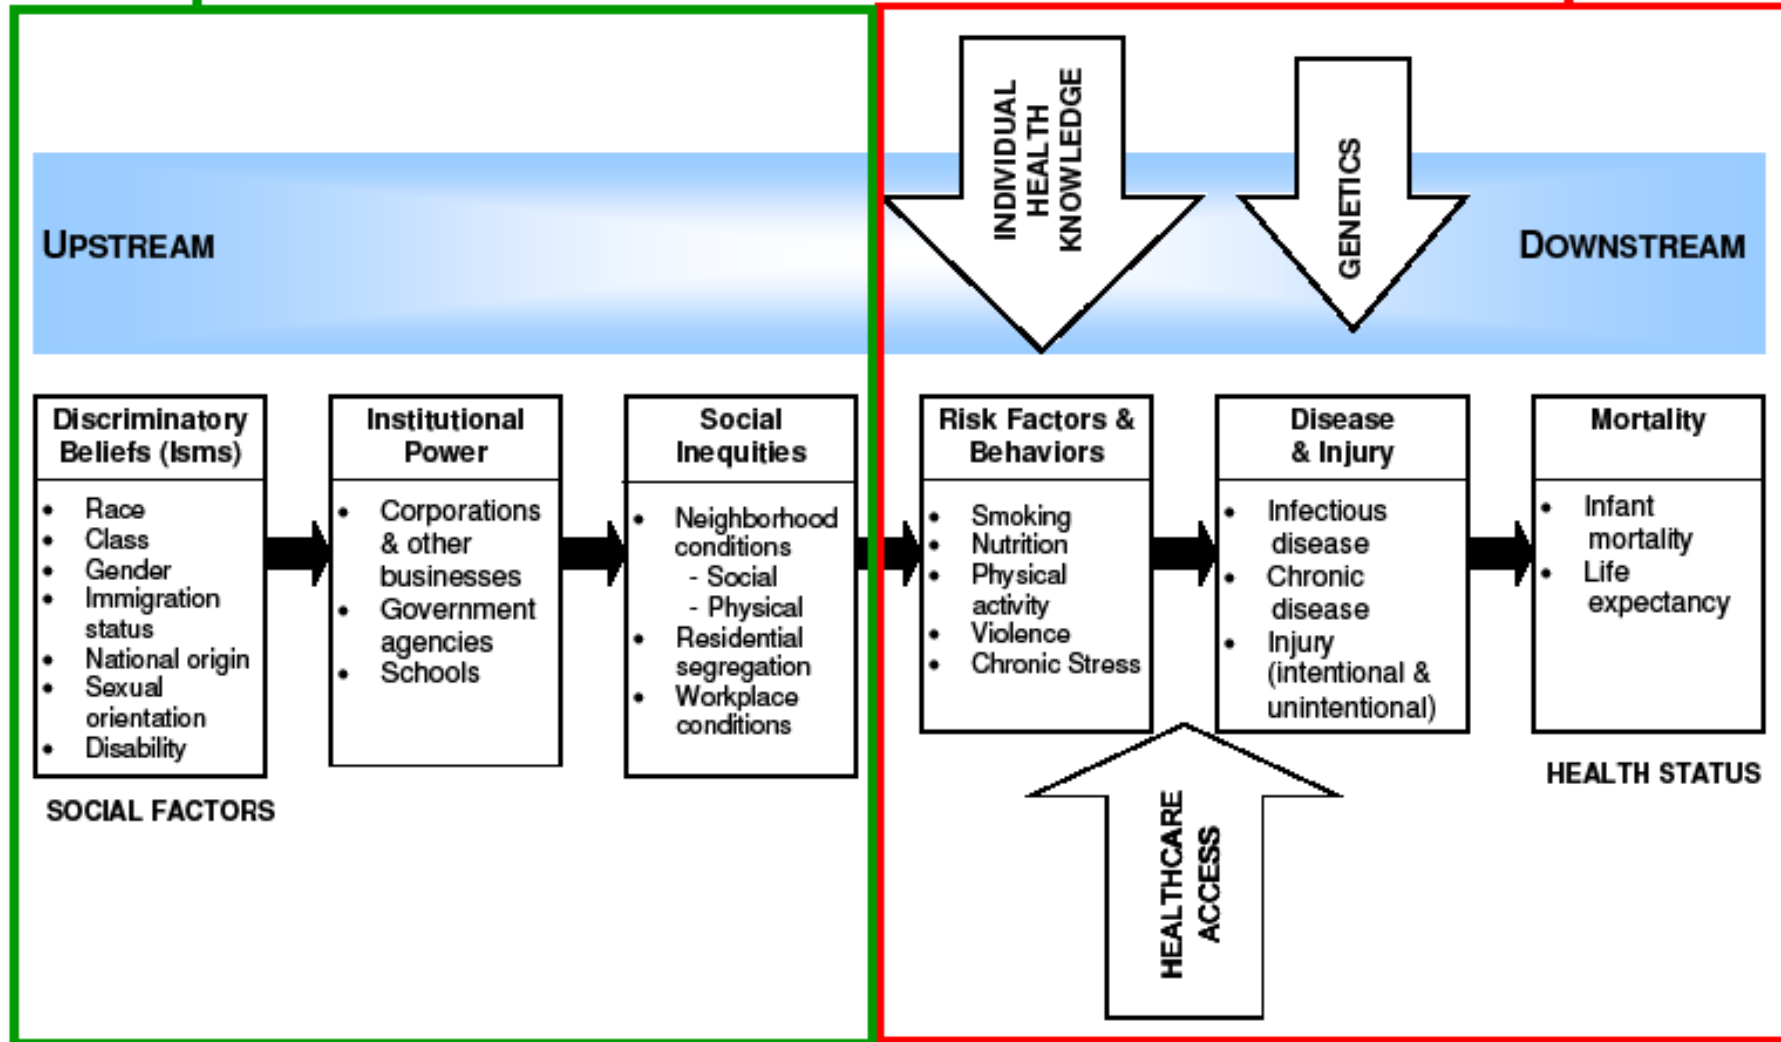 INDIVIDUAL
HEALTH
KNOWLEDGE
GENETICS
UPSTREAM
DOWNSTREAM
Discriminatory
Beliefs (Isms)
• Race
• Class
• Gender
• Immigration
status
• National origin
• Sexual
orientation
• Disability
SOCIAL FACTORS
Institutional
Power
• Corporations
& other
businesses
• Government
agencies
• Schools
Social
Inequities
• Neighborhood
conditions
- Social
- Physical
• Residential
segregation
• Workplace
conditions
Risk Factors &
Behaviors
• Smoking
• Nutrition
• Physical
activity
• Violence
• Chronic Stress
Disease
& Injury
• Infectious
disease
• Chronic
disease
• Injury
(intentional &
unintentional)
Mortality
• Infant
mortality
• Life
expectancy
HEALTH STATUS
HEALTHCARE
ACCESS